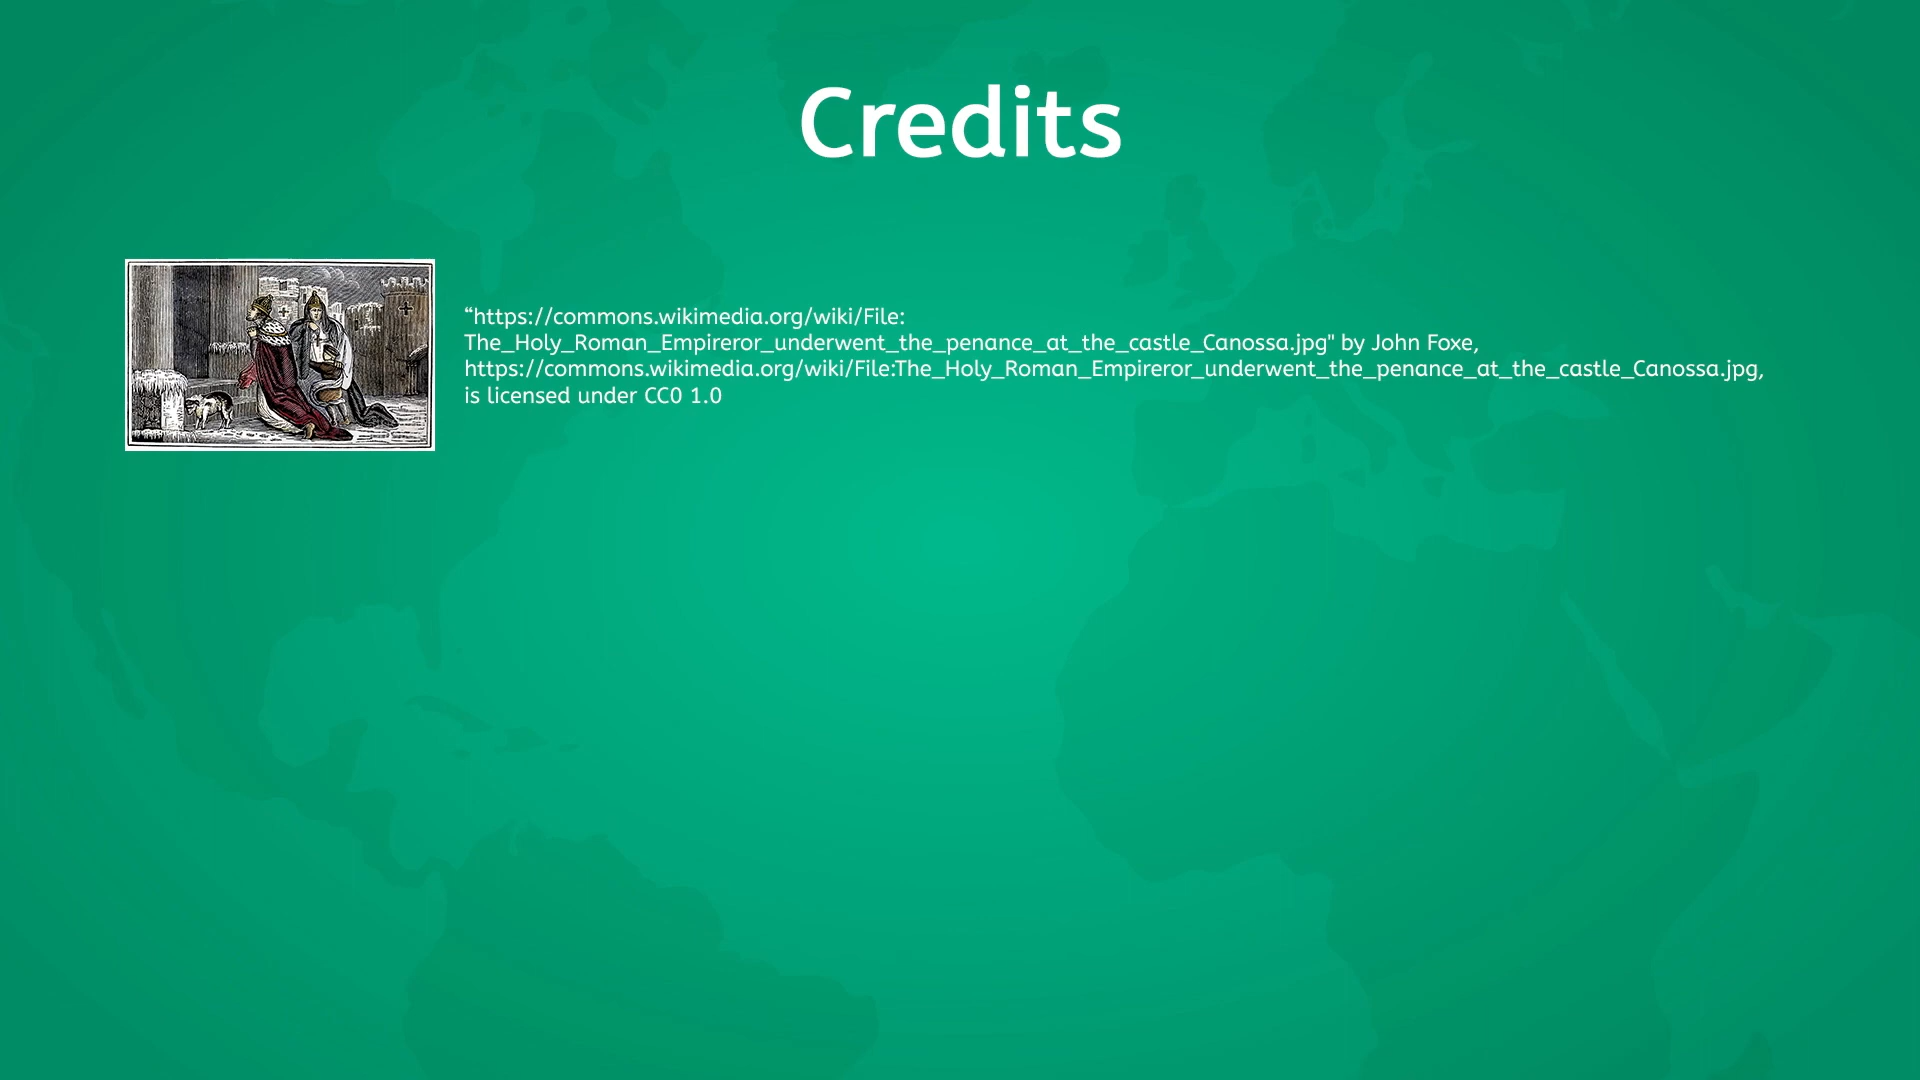 Credits
“https://commons.wikimedia.org/wiki/File:
The_Holy_Roman_Empireror_underwent_the_penance_at_the_castle_Canossa.jpg" by John Foxe,
https://commons.wikimedia.org/wiki/File:The_Holy_Roman_Empireror_underwent_the_penance_at_the_castle_Canossa.jpg,
is licensed under CC0 1.0